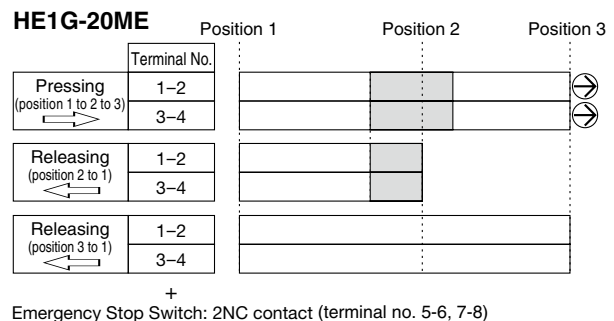 HE1G-20ME
Position 1 Position 2 Position 3
Terminal No.
Pressing
(position 1 to 2 to 3)
1–2
3–4
Releasing
(position 2 to 1)
1–2
3–4
Releasing
(position 3 to 1)
1–2
3–4
+
Emergency Stop Switch: 2NC contact (terminal no. 5-6, 7-8)